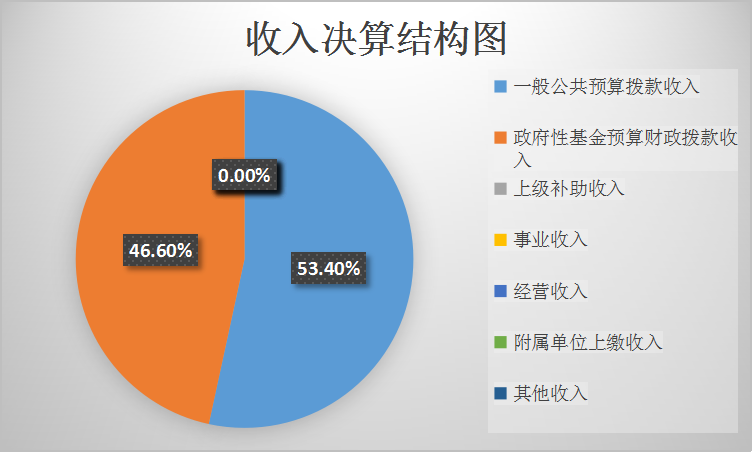 收入决算结构图
0.00%
46.60%
53.40%
一般公共预算拨款收入
政府性基金预算财政拨款收
入
上级补助收入
事业收入
经营收入
附属单位上缴收入
其他收入